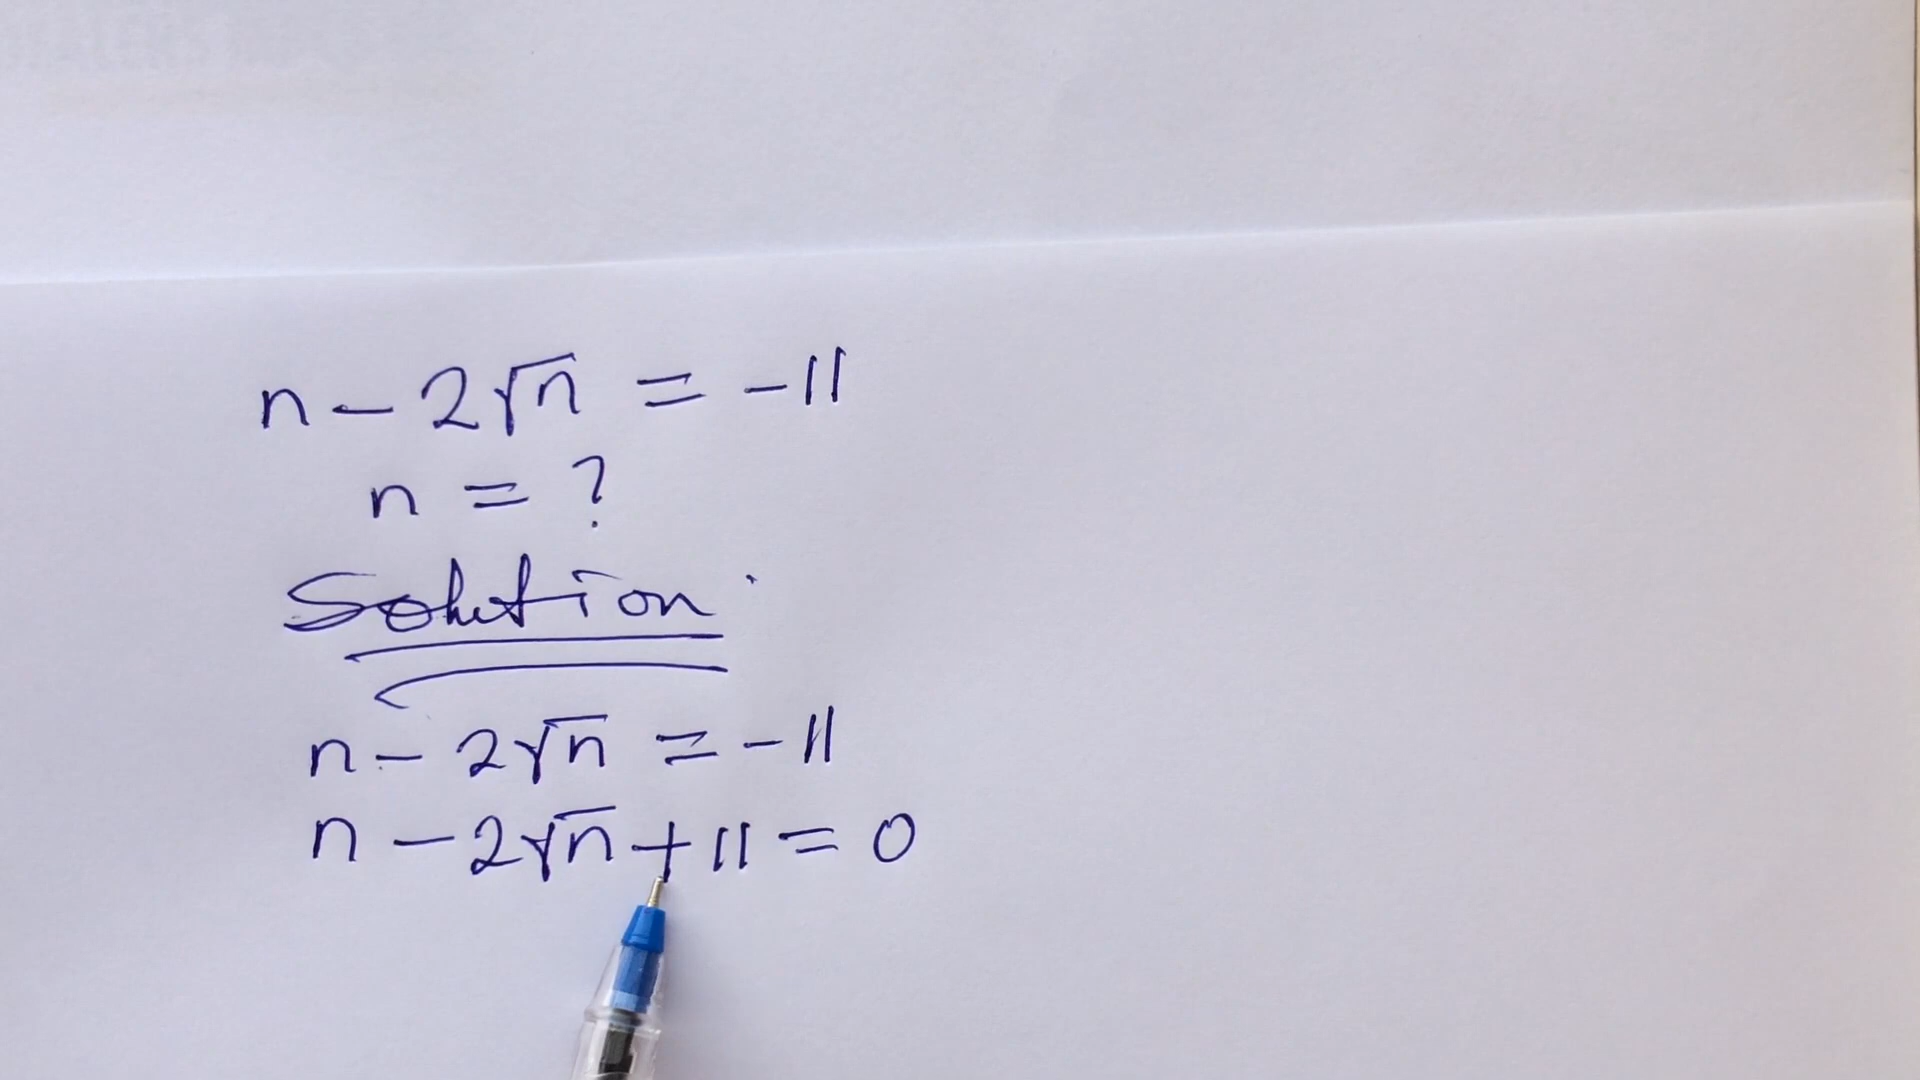 n - 2√n = -11
n = ?
Solution
n - 2√n = -11
n - 2√n + 11 = 0